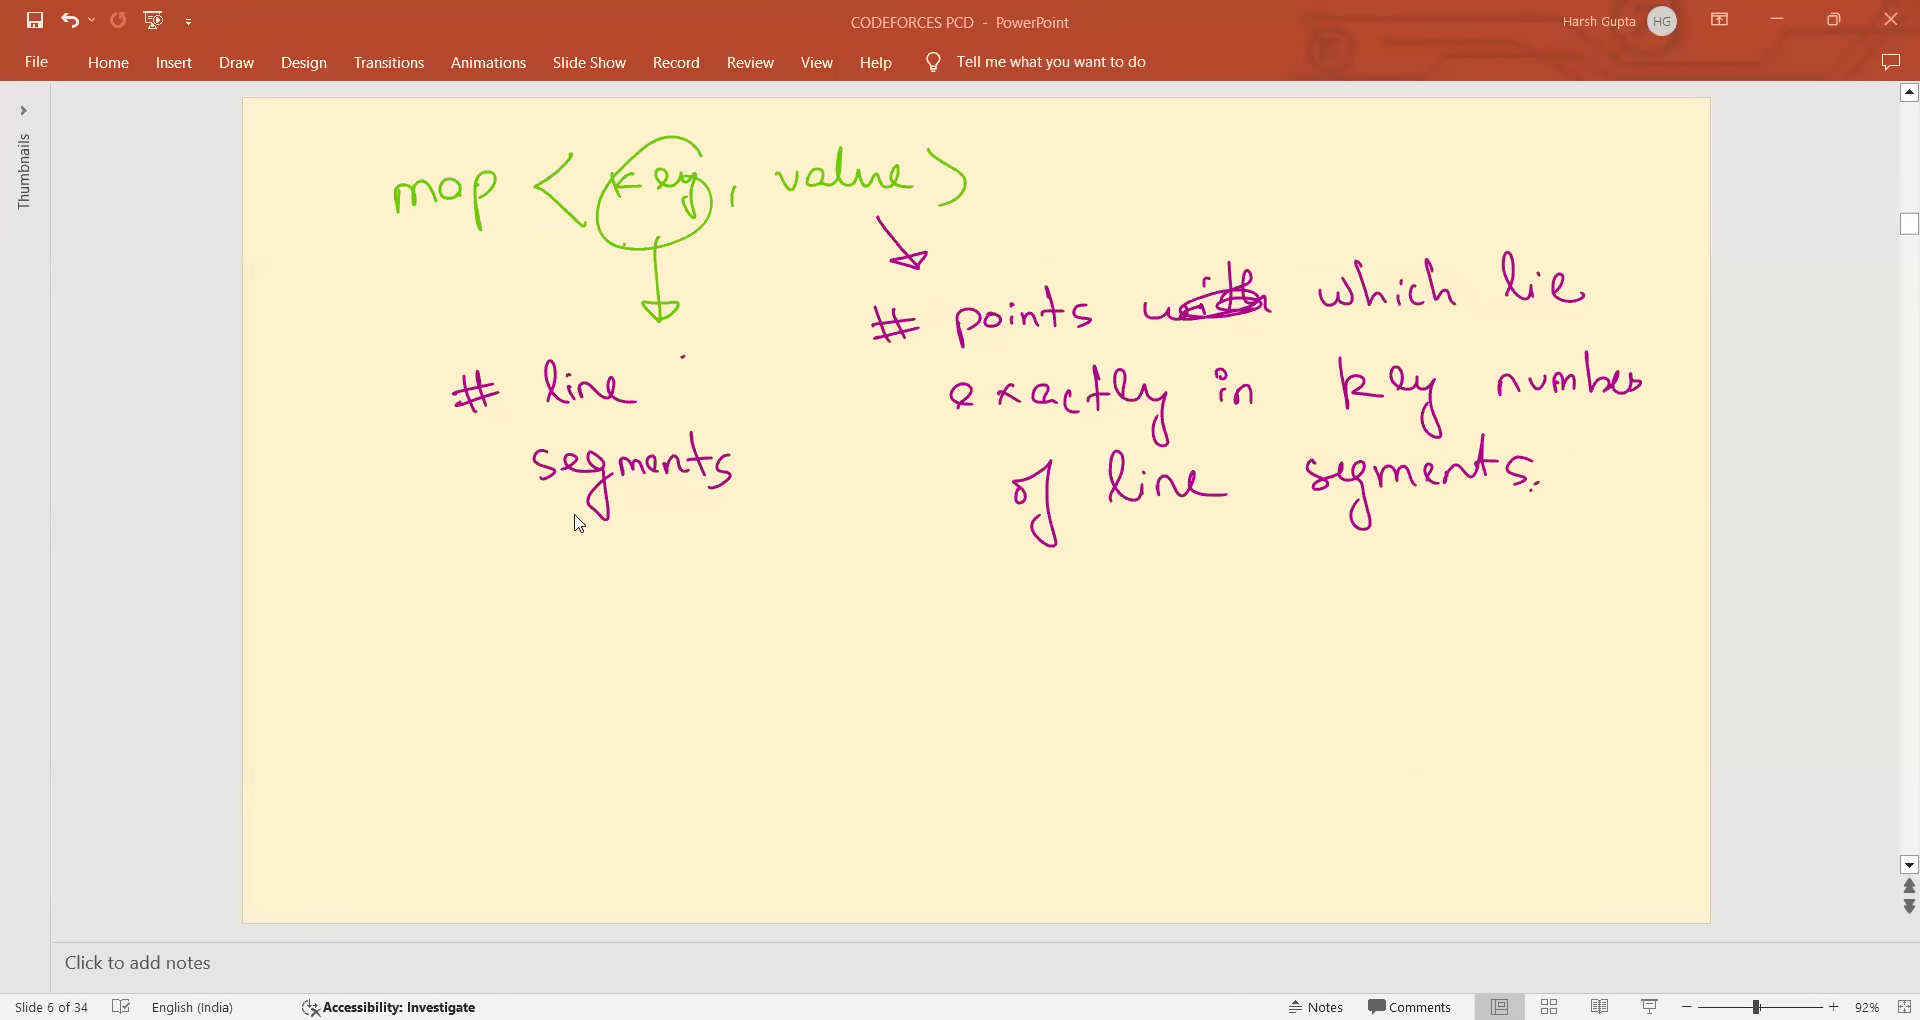 CODEFORCES PCD - PowerPoint
Harsh Gupta HG
File Home Insert Draw Design Transitions Animations Slide Show Record Review View Help Tell me what you want to do
Thumbnails
map < key, value >
# points which lie
exactly in key number
of line segments.
# line
segments
Click to add notes
Slide 6 of 34 English (India) Accessibility: Investigate Notes Comments 92%